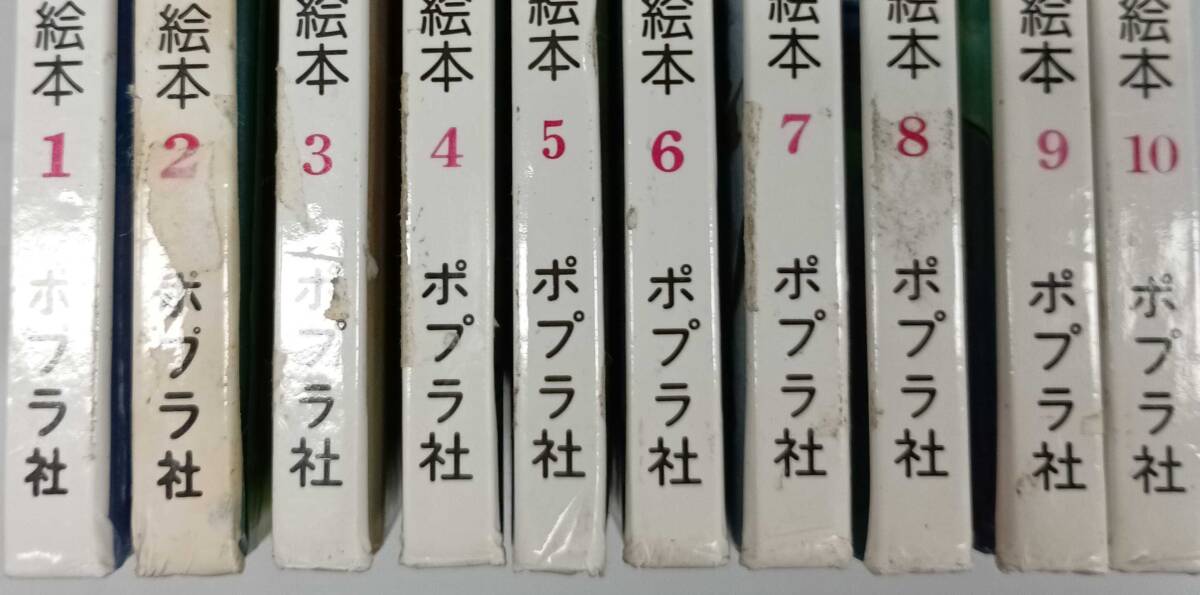 絵本 1 ポプラ社
絵本 2 ポプラ社
絵本 3 ポプラ社
絵本 4 ポプラ社
絵本 5 ポプラ社
絵本 6 ポプラ社
絵本 7 ポプラ社
絵本 8 ポプラ社
絵本 9 ポプラ社
絵本 10 ポプラ社